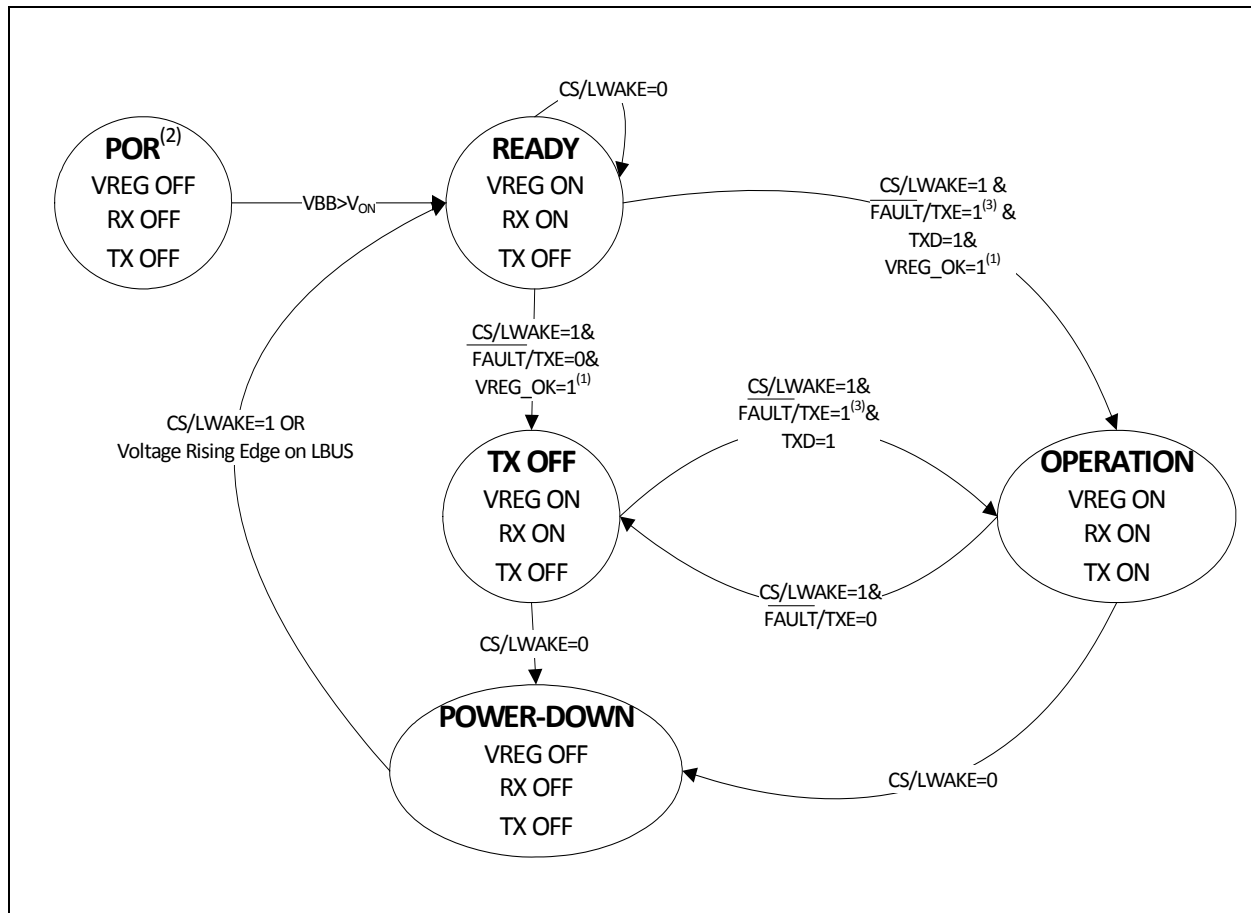 CS/LWAKE=0
POR(2)
VREG OFF
RX OFF
TX OFF
VBB>VON
READY
VREG ON
RX ON
TX OFF
CS/LWAKE=1 &
FAULT/TXE=1(3) &
TXD=1&
VREG_OK=1(1)
CS/LWAKE=1&
FAULT/TXE=0&
VREG_OK=1(1)
CS/LWAKE=1&
FAULT/TXE=1(3)&
TXD=1
CS/LWAKE=1 OR
Voltage Rising Edge on LBUS
TX OFF
VREG ON
RX ON
TX OFF
OPERATION
VREG ON
RX ON
TX ON
CS/LWAKE=1&
FAULT/TXE=0
CS/LWAKE=0
POWER-DOWN
VREG OFF
RX OFF
TX OFF
CS/LWAKE=0